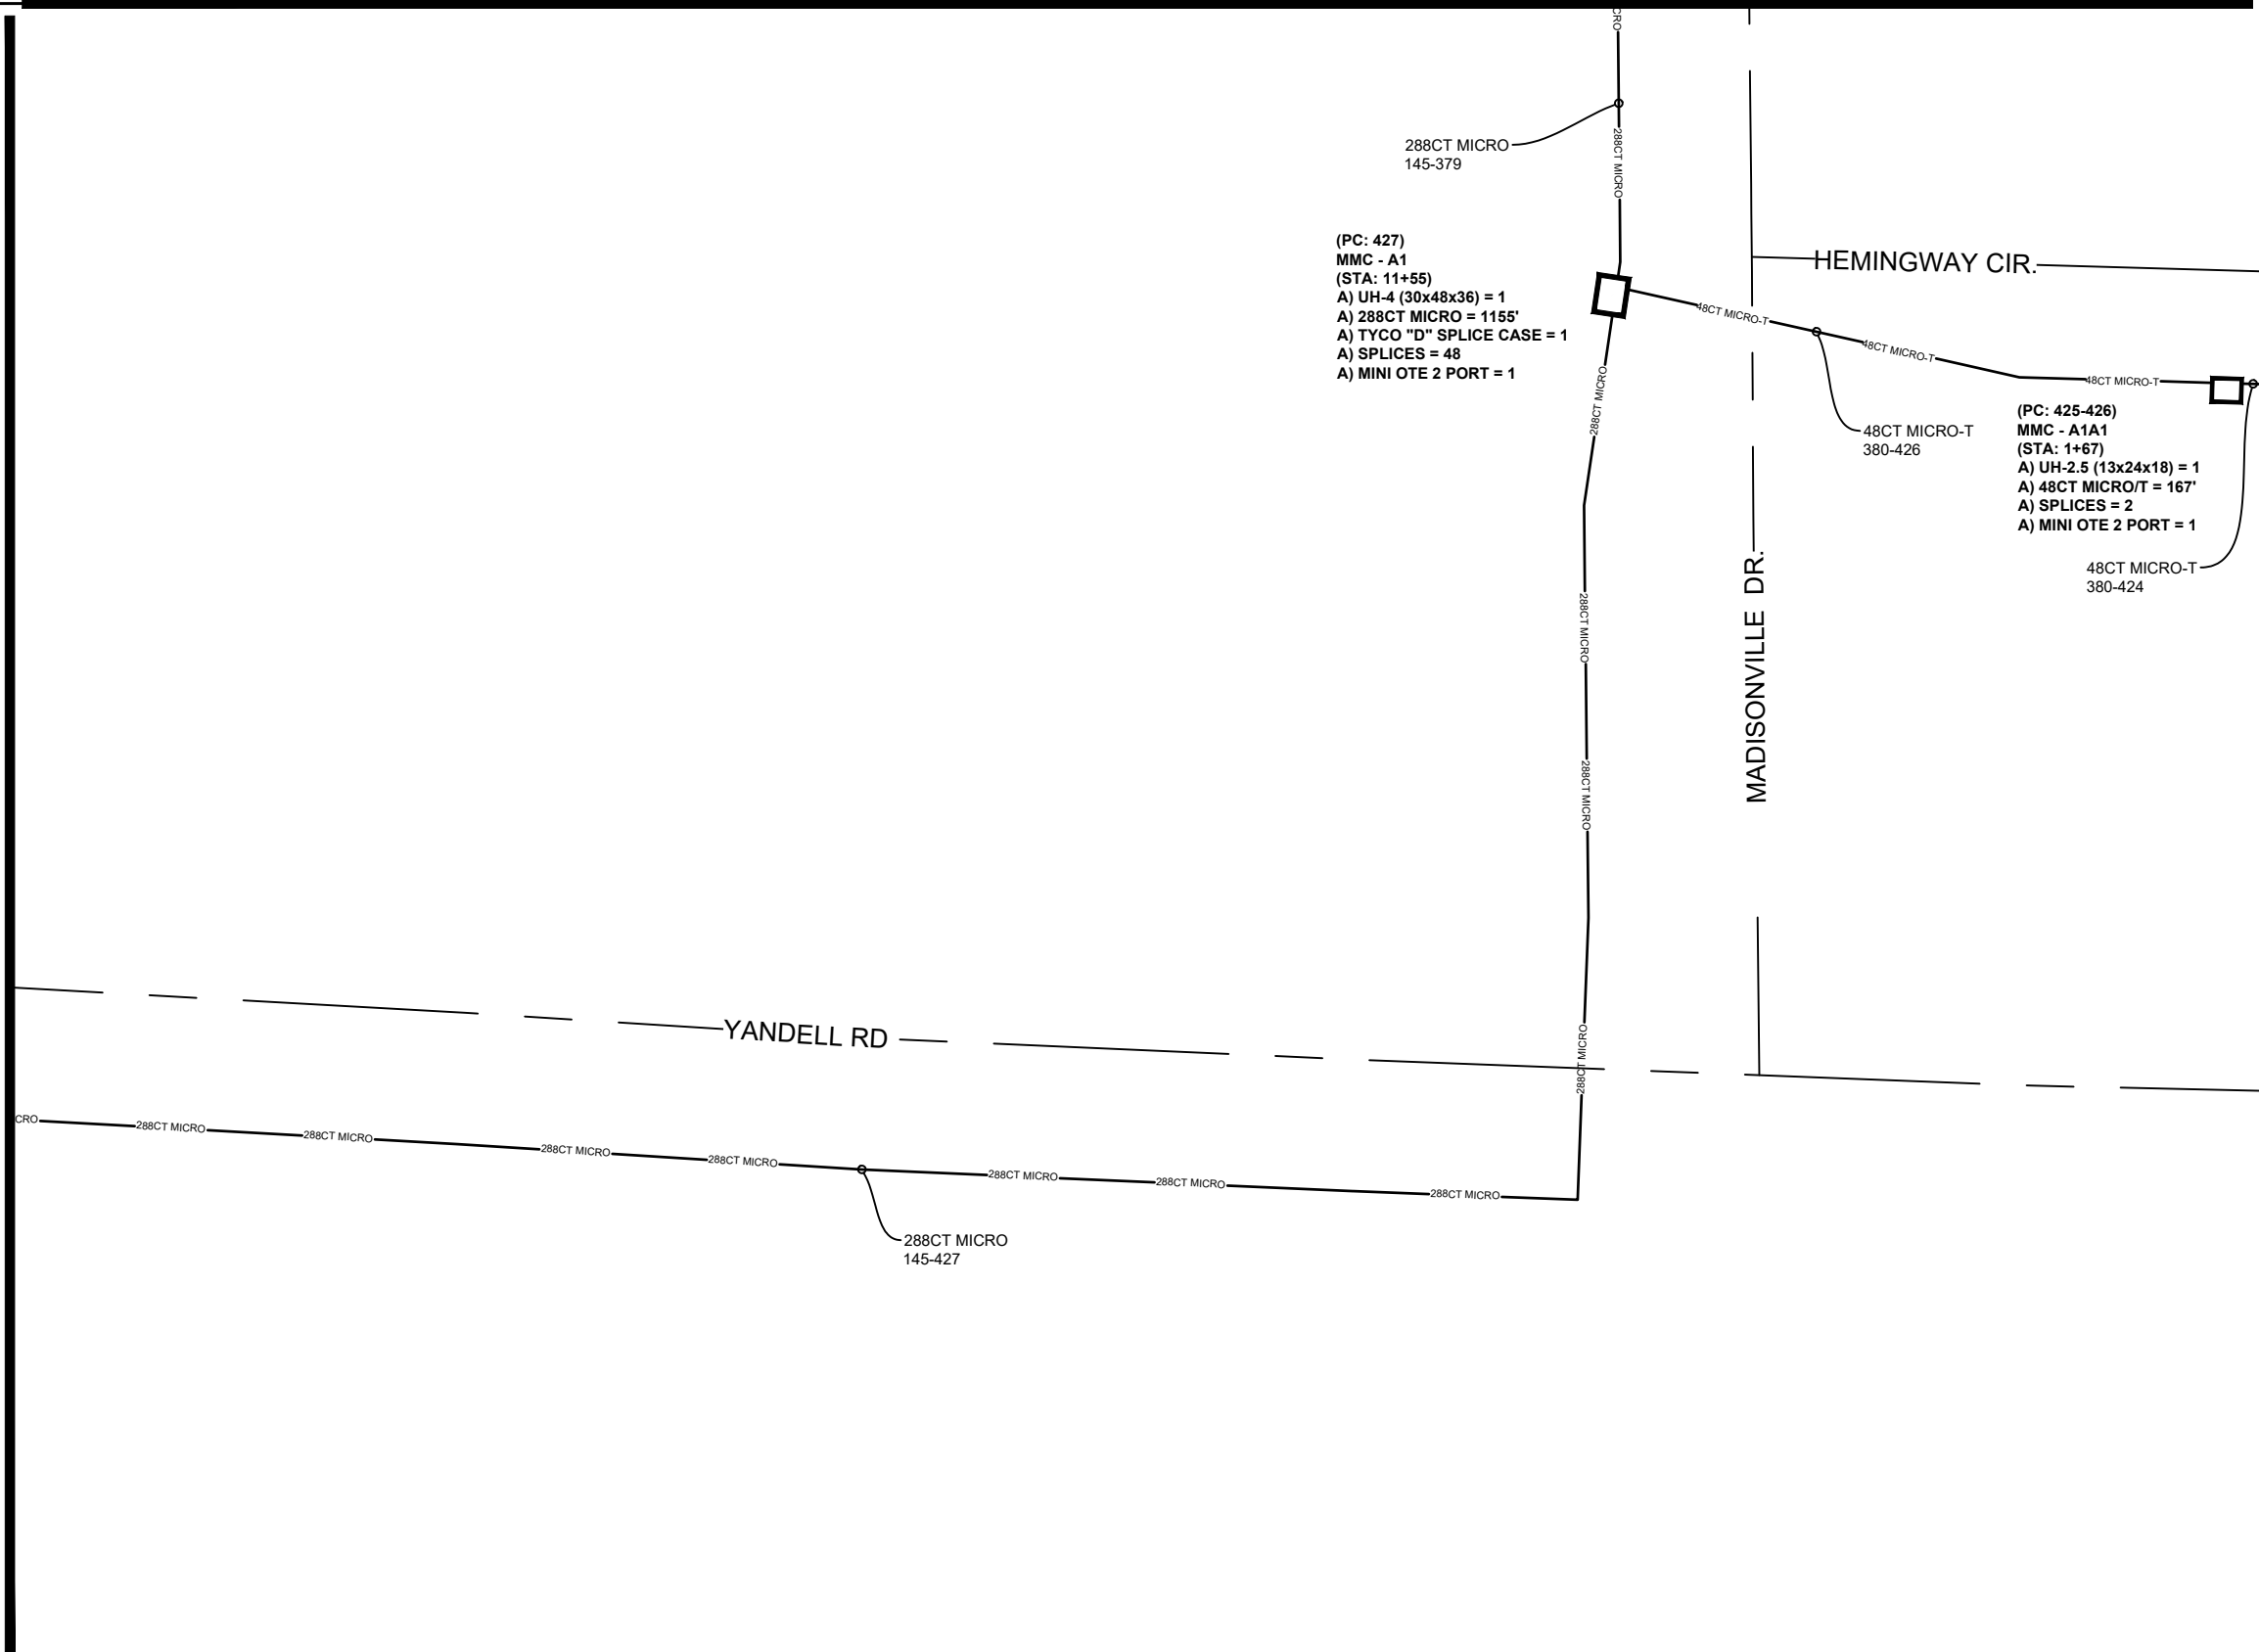 CRO
288CT MICRO
145-379
288CT MICRO
(PC: 427)
MMC - A1
(STA: 11+55)
A) UH-4 (30x48x36) = 1
A) 288CT MICRO = 1155'
A) TYCO "D" SPLICE CASE = 1
A) SPLICES = 48
A) MINI OTE 2 PORT = 1
HEMINGWAY CIR.
48CT MICRO-T
48CT MICRO-T
48CT MICRO-T
288CT MICRO
48CT MICRO-T
380-426
(PC: 425-426)
MMC - A1A1
(STA: 1+67)
A) UH-2.5 (13x24x18) = 1
A) 48CT MICRO/T = 167'
A) SPLICES = 2
A) MINI OTE 2 PORT = 1
48CT MICRO-T
380-424
288CT MICRO
MADISONVILLE DR.
288CT MICRO
YANDELL RD
288CT MICRO
CRO
288CT MICRO
288CT MICRO
288CT MICRO
288CT MICRO
288CT MICRO
288CT MICRO
288CT MICRO
288CT MICRO
145-427